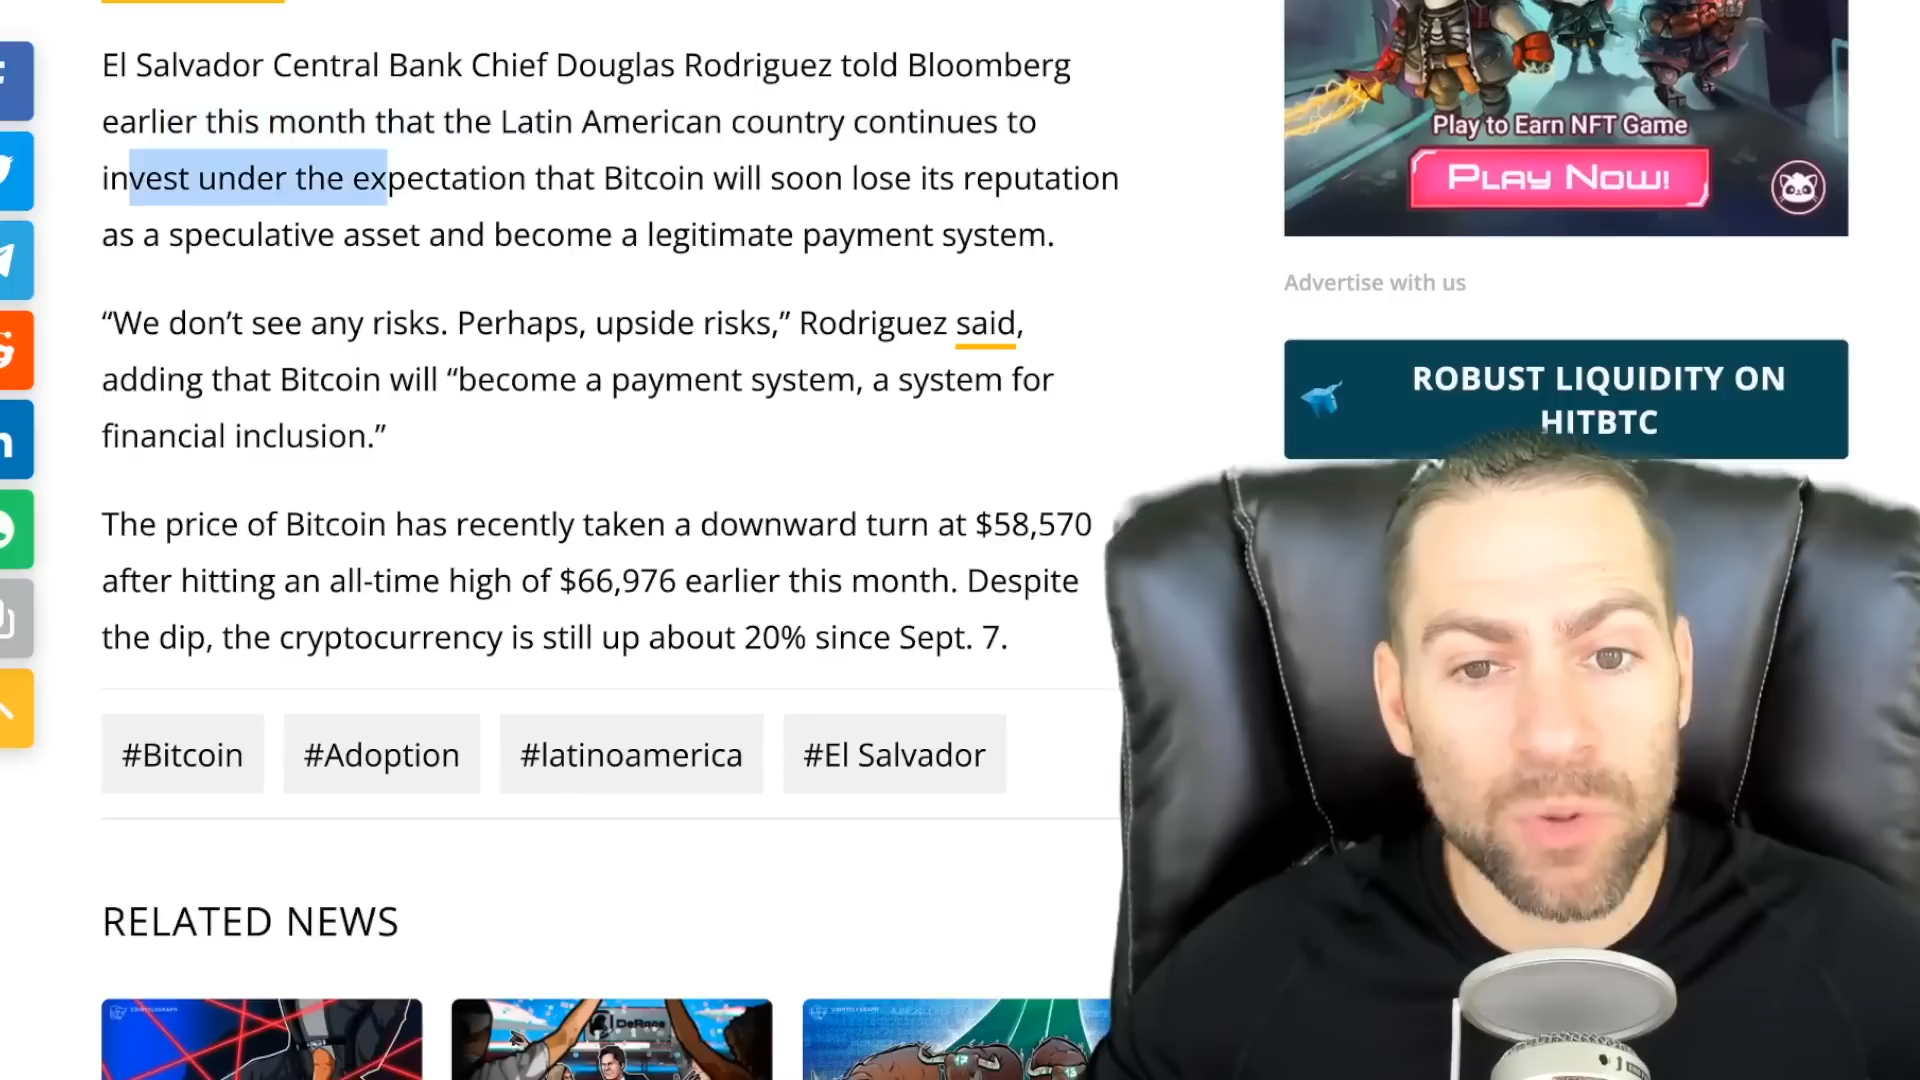 El Salvador Central Bank Chief Douglas Rodriguez told Bloomberg
earlier this month that the Latin American country continues to
invest under the expectation that Bitcoin will soon lose its reputation
as a speculative asset and become a legitimate payment system.
“We don’t see any risks. Perhaps, upside risks,” Rodriguez said,
adding that Bitcoin will “become a payment system, a system for
financial inclusion.”
The price of Bitcoin has recently taken a downward turn at $58,570
after hitting an all-time high of $66,976 earlier this month. Despite
the dip, the cryptocurrency is still up about 20% since Sept. 7.
#Bitcoin #Adoption #latinoamerica #El Salvador
RELATED NEWS
COINTELEGRAPH
DeRace
Play to Earn NFT Game
PLAY NOW!
Advertise with us
ROBUST LIQUIDITY ON
HITBTC